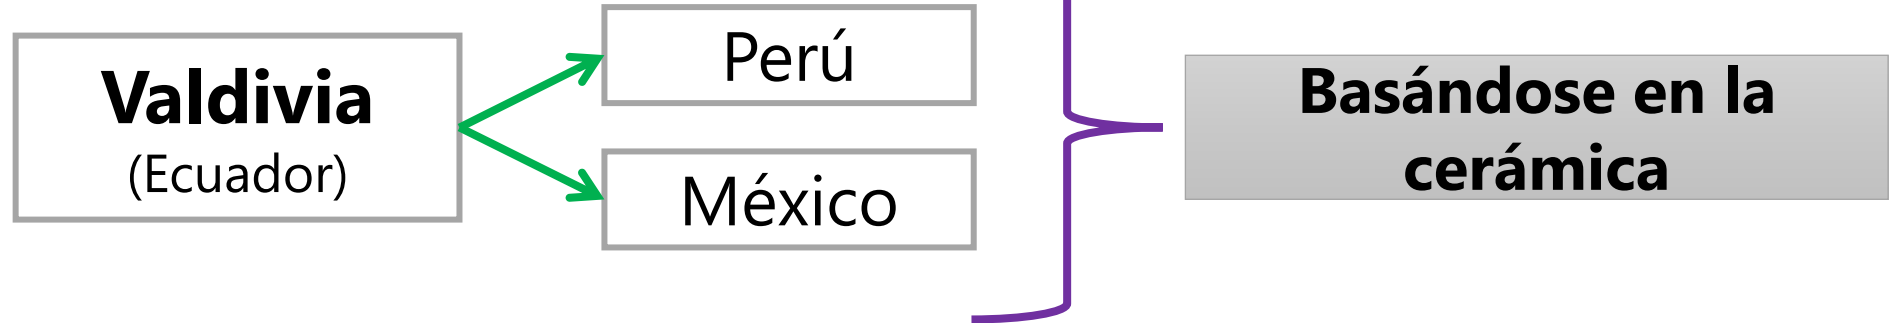 Valdivia
(Ecuador)
Perú
México
Basándose en la
cerámica